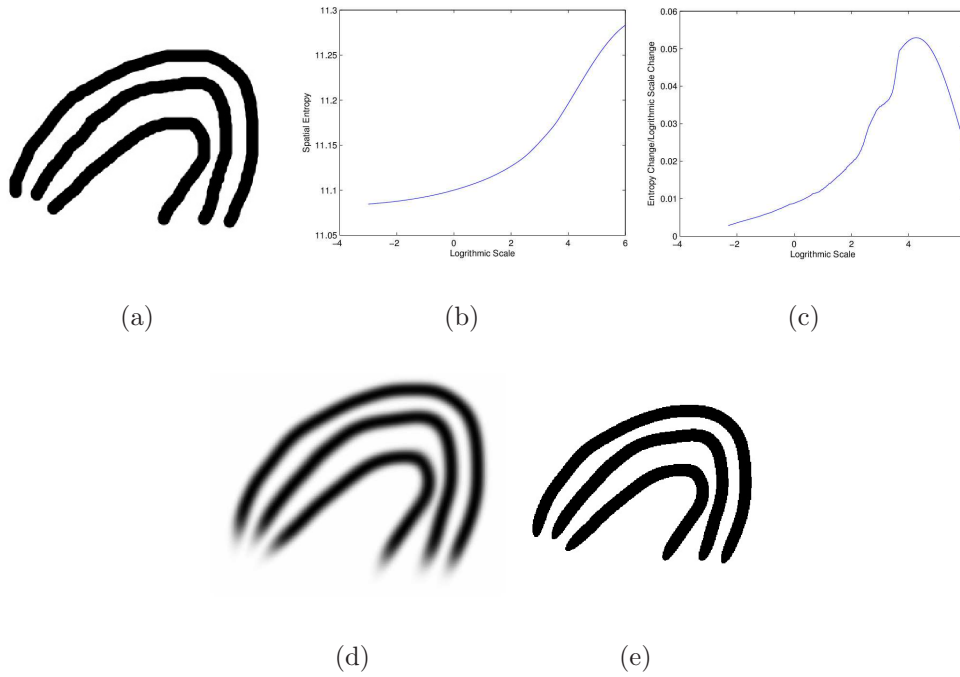 11.3
11.25
11.2
11.15
11.1
11.05
−4
−2
0
2
4
6
Spatial Entropy
Logrithmic Scale
0.06
0.05
0.04
0.03
0.02
0.01
0
−4
−2
0
2
4
Entropy Change/Logrithmic Scale Change
Logrithmic Scale
(a)
(b)
(c)
(d)
(e)